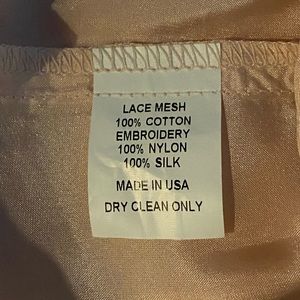 LACE MESH
100% COTTON
EMBROIDERY
100% NYLON
100% SILK
MADE IN USA
DRY CLEAN ONLY